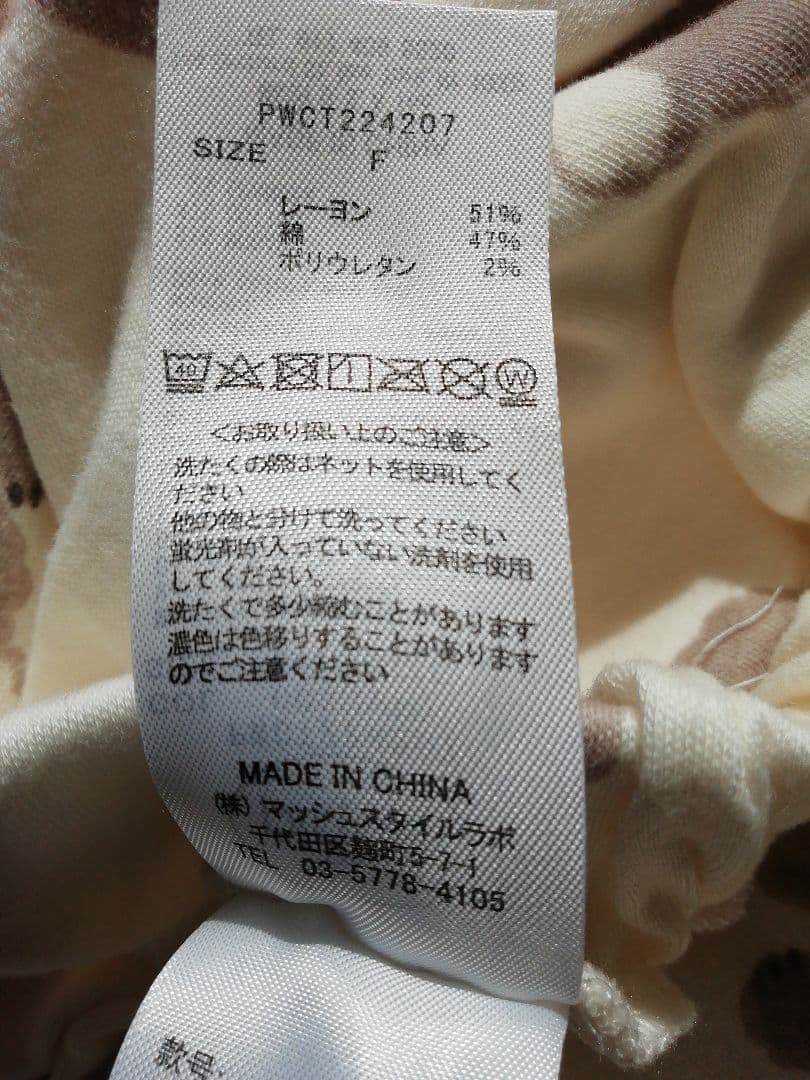 PWCT224207
SIZE F
レーヨン 51%
綿 47%
ポリウレタン 2%
40
W
<お取り扱い上のご注意>
洗たくの際はネットを使用してく
ださい
他の物と分けて洗ってください
蛍光剤が入っていない洗剤を使用
してください。
洗たくで多少縮むことがあります
濃色は色移りすることがあります
のでご注意ください
MADE IN CHINA
(株)マッシュスタイルラボ
千代田区麹町5-7-1
TEL 03-5778-4105
款号: